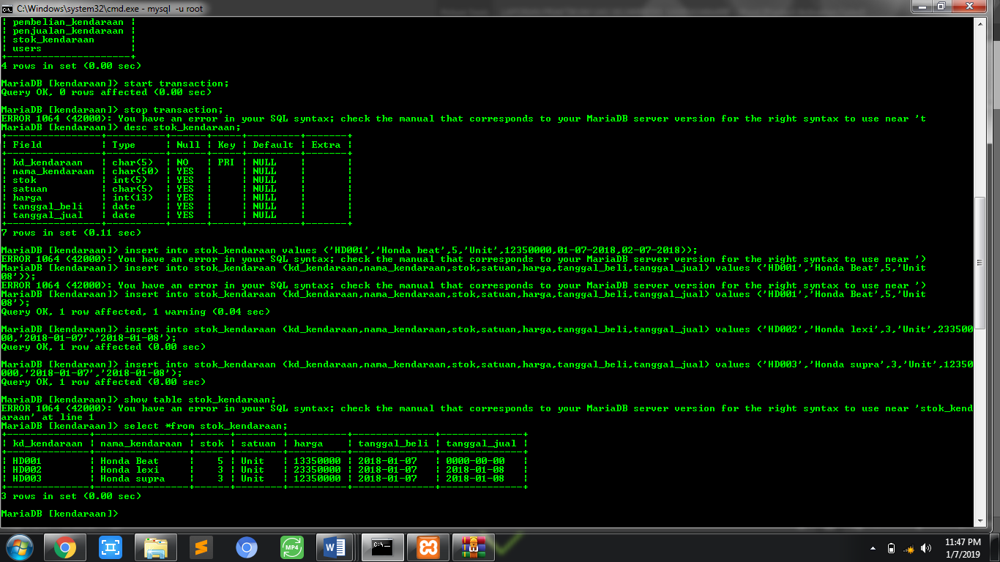 C:\Windows\system32\cmd.exe - mysql -u root
| pembelian_kendaraan |
| penjualan_kendaraan |
| stok_kendaraan |
| users |
+---------------------+
4 rows in set (0.00 sec)
MariaDB [kendaraan]> start transaction;
Query OK, 0 rows affected (0.00 sec)
MariaDB [kendaraan]> stop transaction;
ERROR 1064 (42000): You have an error in your SQL syntax; check the manual that corresponds to your MariaDB server version for the right syntax to use near 't
MariaDB [kendaraan]> desc stok_kendaraan;
+----------------+----------+------+-----+---------+-------+
| Field | Type | Null | Key | Default | Extra |
+----------------+----------+------+-----+---------+-------+
| kd_kendaraan | char(5) | NO | PRI | NULL | |
| nama_kendaraan | char(50) | YES | | NULL | |
| stok | int(5) | YES | | NULL | |
| satuan | char(5) | YES | | NULL | |
| harga | int(13) | YES | | NULL | |
| tanggal_beli | date | YES | | NULL | |
| tanggal_jual | date | YES | | NULL | |
+----------------+----------+------+-----+---------+-------+
7 rows in set (0.11 sec)
MariaDB [kendaraan]> insert into stok_kendaraan values ('HD001','Honda beat',5,'Unit',12350000,01-07-2018,02-07-2018));
ERROR 1064 (42000): You have an error in your SQL syntax; check the manual that corresponds to your MariaDB server version for the right syntax to use near ')
MariaDB [kendaraan]> insert into stok_kendaraan (kd_kendaraan,nama_kendaraan,stok,satuan,harga,tanggal_beli,tanggal_jual) values ('HD001','Honda Beat',5,'Unit
08'));
ERROR 1064 (42000): You have an error in your SQL syntax; check the manual that corresponds to your MariaDB server version for the right syntax to use near ')
MariaDB [kendaraan]> insert into stok_kendaraan (kd_kendaraan,nama_kendaraan,stok,satuan,harga,tanggal_beli,tanggal_jual) values ('HD001','Honda Beat',5,'Unit
08');
Query OK, 1 row affected, 1 warning (0.04 sec)
MariaDB [kendaraan]> insert into stok_kendaraan (kd_kendaraan,nama_kendaraan,stok,satuan,harga,tanggal_beli,tanggal_jual) values ('HD002','Honda lexi',3,'Unit',233500
00,'2018-01-07','2018-01-08');
Query OK, 1 row affected (0.00 sec)
MariaDB [kendaraan]> insert into stok_kendaraan (kd_kendaraan,nama_kendaraan,stok,satuan,harga,tanggal_beli,tanggal_jual) values ('HD003','Honda supra',3,'Unit',12350
000,'2018-01-07','2018-01-08');
Query OK, 1 row affected (0.00 sec)
MariaDB [kendaraan]> show table stok_kendaraan;
ERROR 1064 (42000): You have an error in your SQL syntax; check the manual that corresponds to your MariaDB server version for the right syntax to use near 'stok_kend
araan' at line 1
MariaDB [kendaraan]> select *from stok_kendaraan;
+--------------+----------------+------+--------+----------+--------------+--------------+
| kd_kendaraan | nama_kendaraan | stok | satuan | harga | tanggal_beli | tanggal_jual |
+--------------+----------------+------+--------+----------+--------------+--------------+
| HD001 | Honda Beat | 5 | Unit | 13350000 | 2018-01-07 | 0000-00-00 |
| HD002 | Honda lexi | 3 | Unit | 23350000 | 2018-01-07 | 2018-01-08 |
| HD003 | Honda supra | 3 | Unit | 12350000 | 2018-01-07 | 2018-01-08 |
+--------------+----------------+------+--------+----------+--------------+--------------+
3 rows in set (0.00 sec)
MariaDB [kendaraan]>
MP4
11:47 PM
1/7/2019